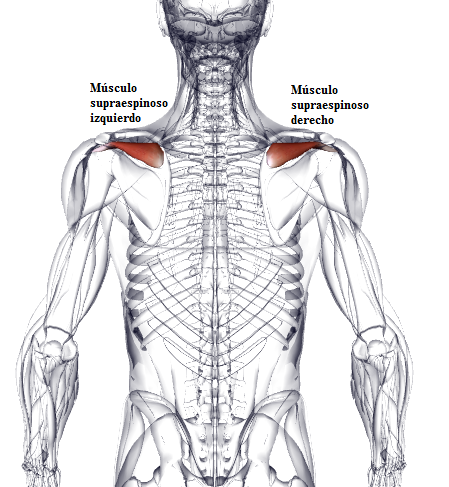 Músculo
supraespinoso
izquierdo
Músculo
supraespinoso
derecho